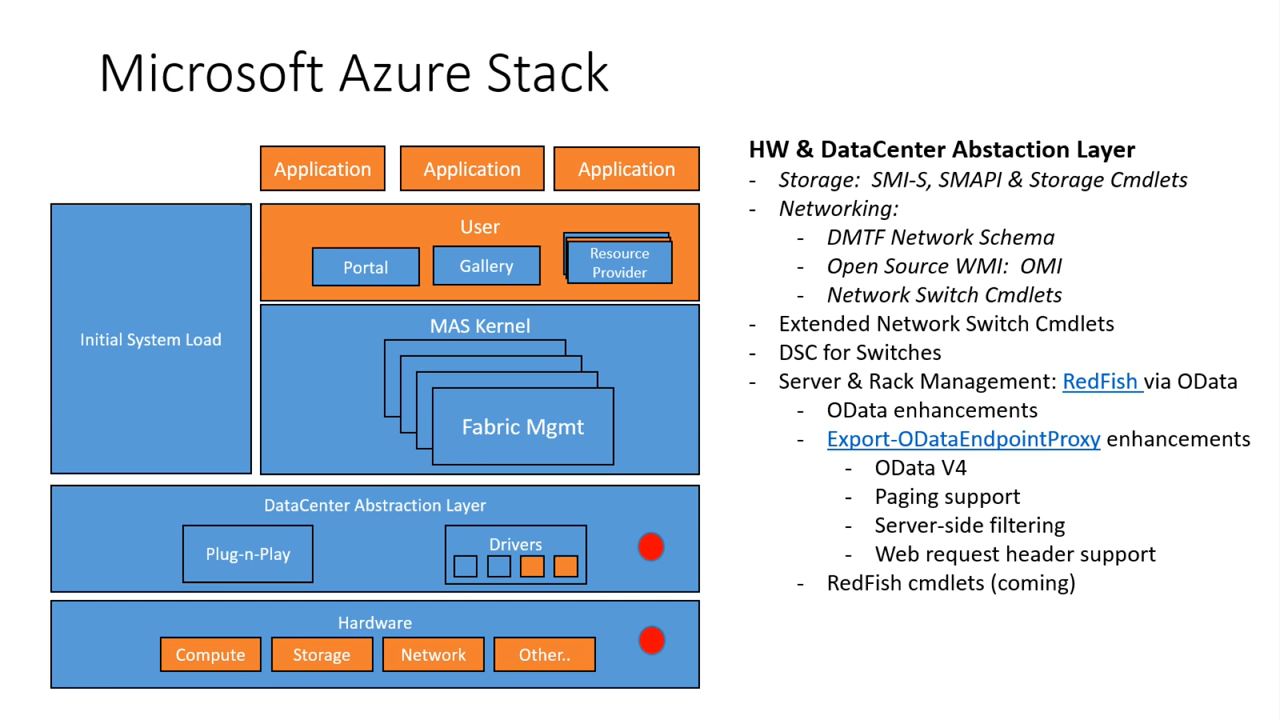 Microsoft Azure Stack
Application
Application
Application
Initial System Load
User
Portal
Gallery
Resource
Provider
MAS Kernel
Fabric Mgmt
DataCenter Abstraction Layer
Plug-n-Play
Drivers
Hardware
Compute
Storage
Network
Other..
HW & DataCenter Abstaction Layer
- Storage: SMI-S, SMAPI & Storage Cmdlets
- Networking:
- DMTF Network Schema
- Open Source WMI: OMI
- Network Switch Cmdlets
- Extended Network Switch Cmdlets
- DSC for Switches
- Server & Rack Management: RedFish via OData
- OData enhancements
- Export-ODataEndpointProxy enhancements
- OData V4
- Paging support
- Server-side filtering
- Web request header support
- RedFish cmdlets (coming)